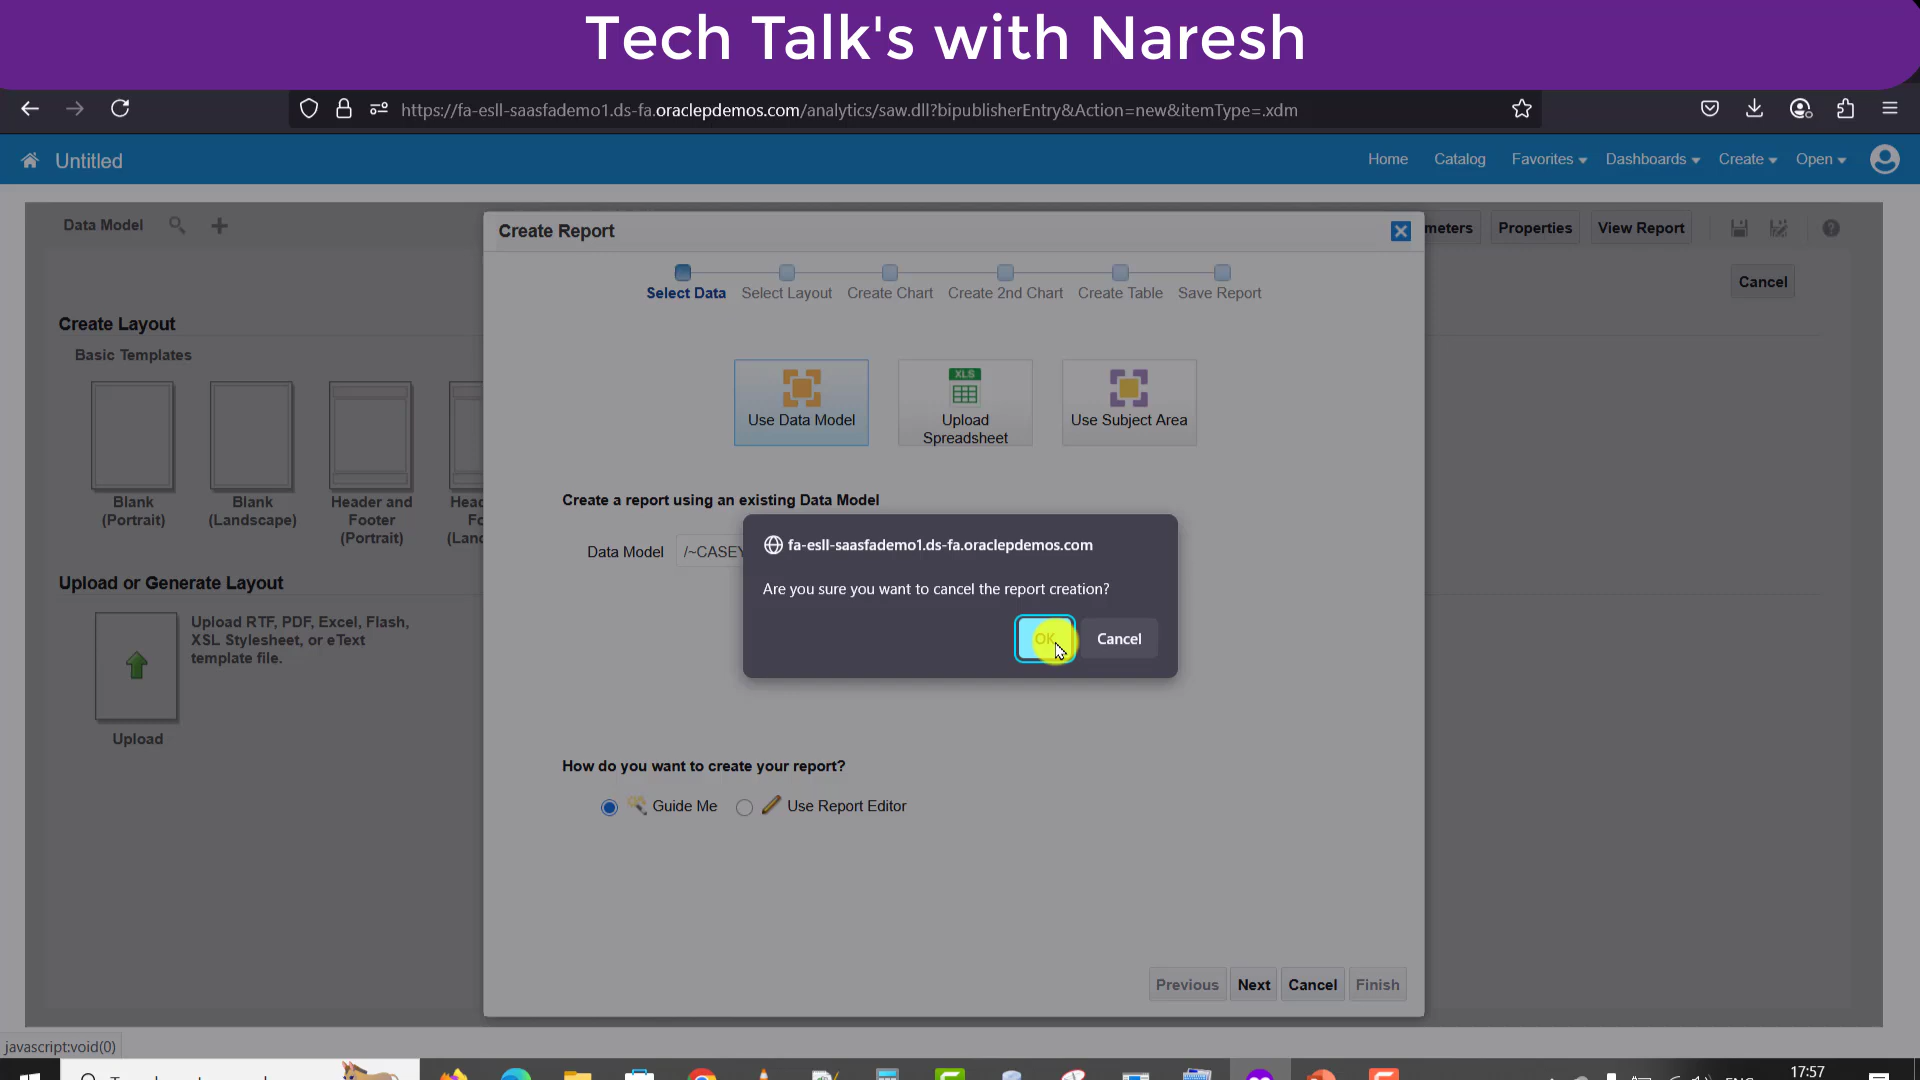 Tech Talk's with Naresh
https://fa-esll-saasfademo1.ds-fa.oraclepdemos.com/analytics/saw.dll?bipublisherEntry&Action=new&itemType=.xdm
Untitled
Home Catalog Favorites Dashboards Create Open
Data Model
Create Report
meters Properties View Report
Cancel
Select Data Select Layout Create Chart Create 2nd Chart Create Table Save Report
Create Layout
Basic Templates
Blank
(Portrait)
Blank
(Landscape)
Header and
Footer
(Portrait)
Head
Fo
(Lan
Use Data Model
XLS
Upload
Spreadsheet
Use Subject Area
Create a report using an existing Data Model
Data Model /~CASEY
fa-esll-saasfademo1.ds-fa.oraclepdemos.com
Are you sure you want to cancel the report creation?
OK Cancel
Upload or Generate Layout
Upload RTF, PDF, Excel, Flash,
XSL Stylesheet, or eText
template file.
Upload
How do you want to create your report?
Guide Me Use Report Editor
Previous Next Cancel Finish
javascript:void(0)
17:57